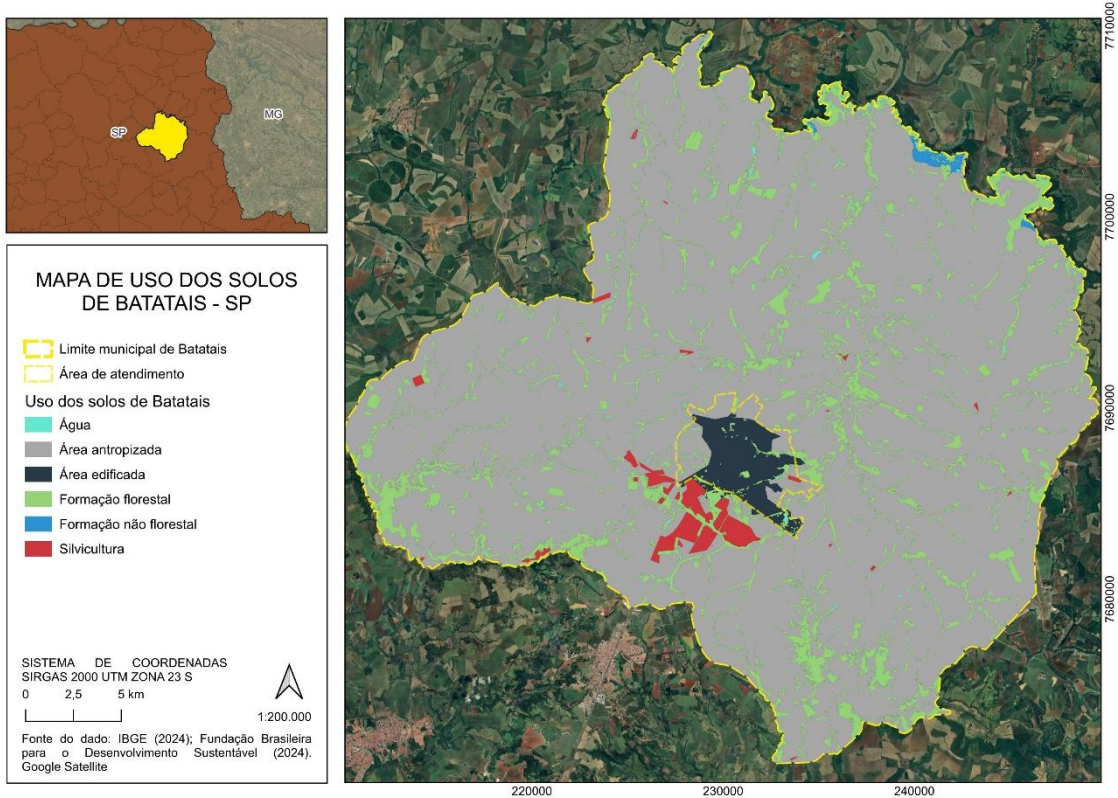 SP
MG
MAPA DE USO DOS SOLOS
DE BATATAIS - SP
Limite municipal de Batatais
Área de atendimento
Uso dos solos de Batatais
Água
Área antropizada
Área edificada
Formação florestal
Formação não florestal
Silvicultura
SISTEMA DE COORDENADAS
SIRGAS 2000 UTM ZONA 23 S
0 2,5 5 km
1:200.000
Fonte do dado: IBGE (2024); Fundação Brasileira
para o Desenvolvimento Sustentável (2024).
Google Satellite
7710000
7700000
7690000
7680000
220000
230000
240000